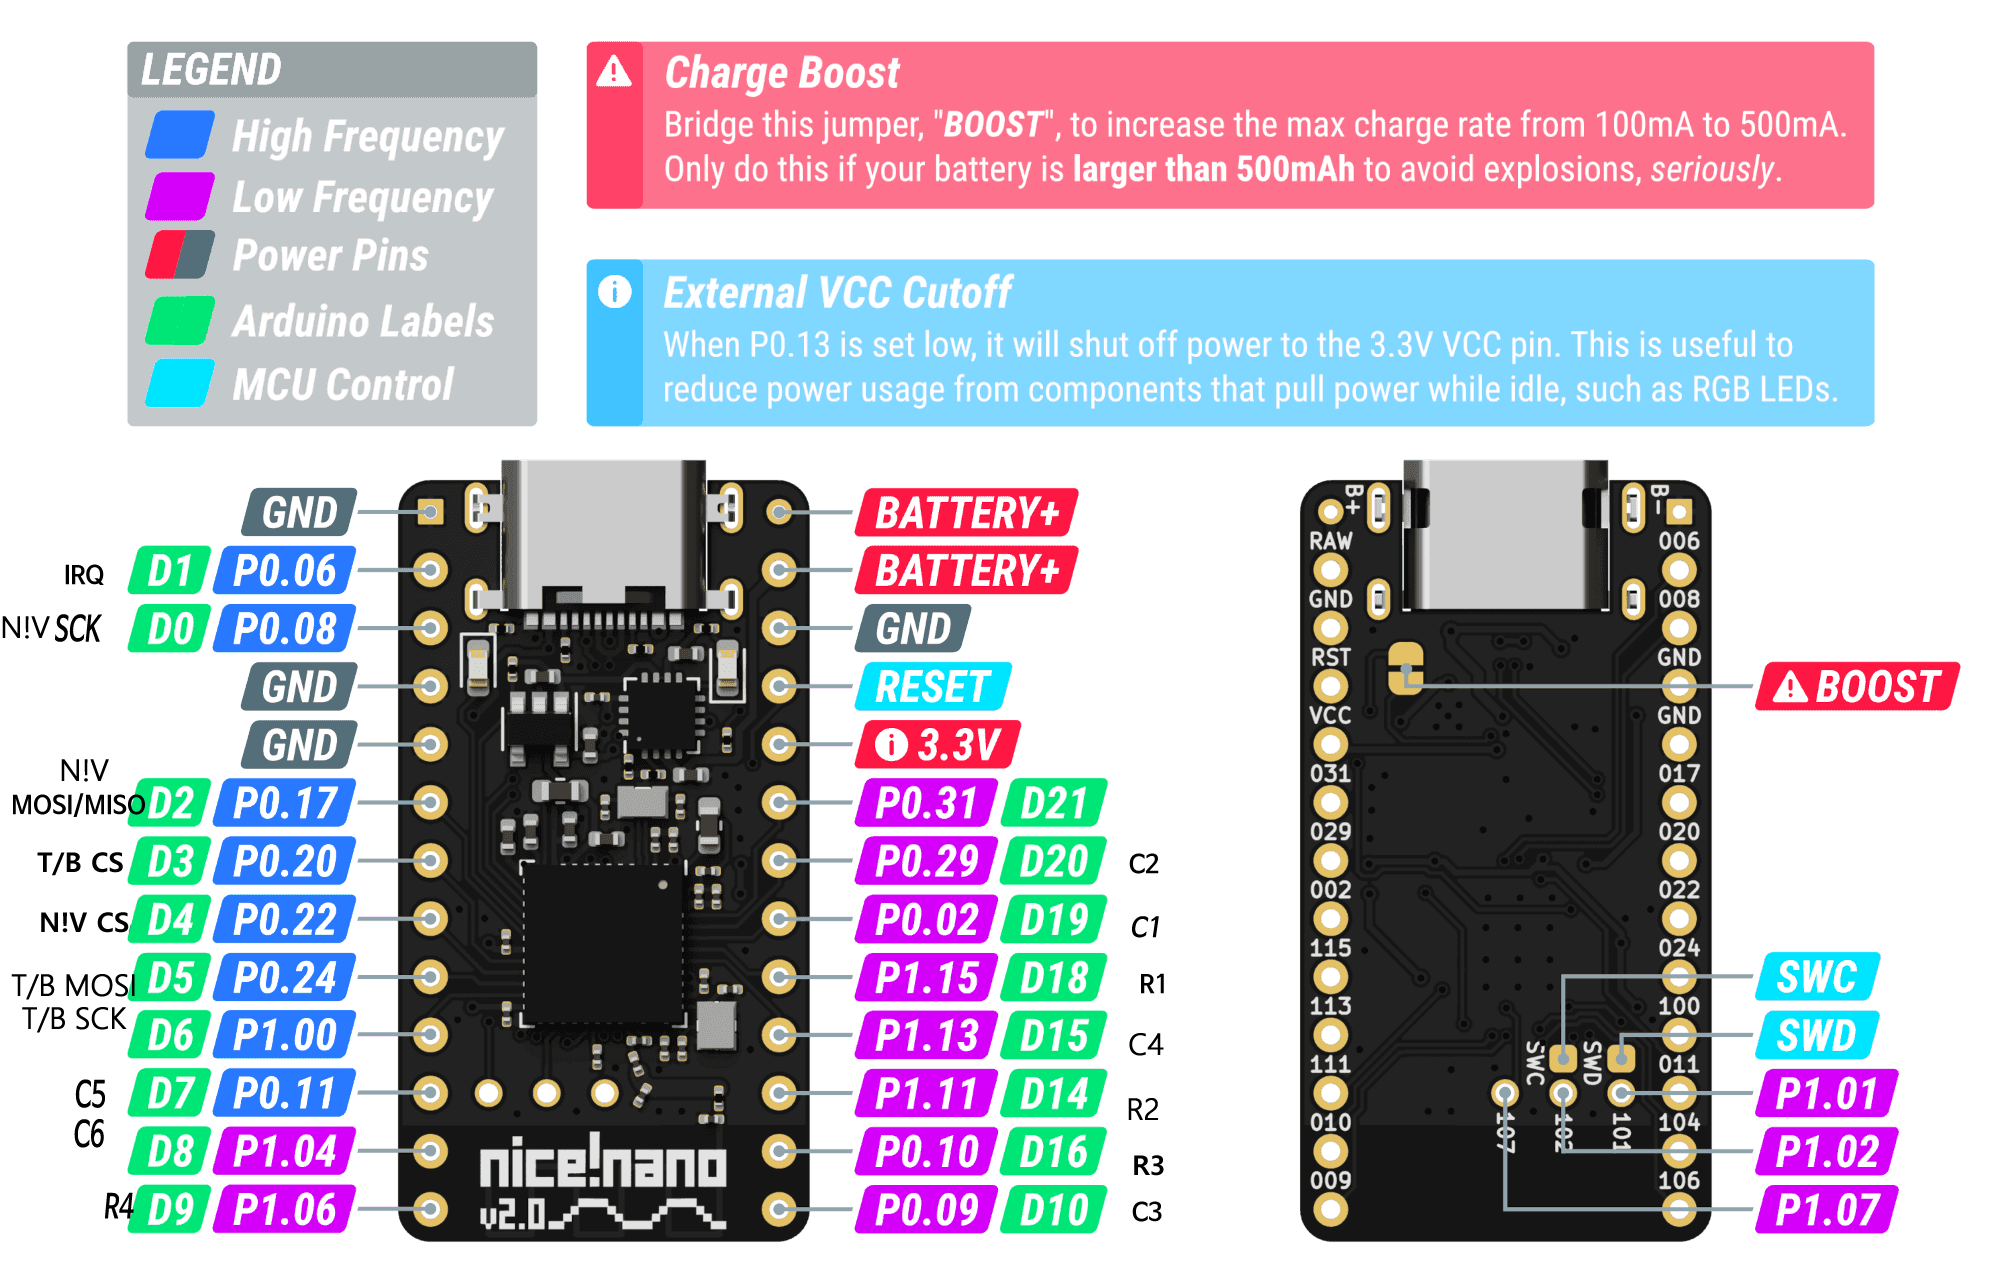 LEGEND
High Frequency
Low Frequency
Power Pins
Arduino Labels
MCU Control
Charge Boost
Bridge this jumper, "BOOST", to increase the max charge rate from 100mA to 500mA.
Only do this if your battery is larger than 500mAh to avoid explosions, seriously.
External VCC Cutoff
When P0.13 is set low, it will shut off power to the 3.3V VCC pin. This is useful to
reduce power usage from components that pull power while idle, such as RGB LEDs.
GND
IRQ D1 P0.06
N!V SCK D0 P0.08
GND
GND
N!V
MOSI/MISO D2 P0.17
T/B CS D3 P0.20
N!V CS D4 P0.22
T/B MOSI D5 P0.24
T/B SCK D6 P1.00
C5 D7 P0.11
C6 D8 P1.04
R4 D9 P1.06
nice!nano
v2.0
BATTERY+
BATTERY+
GND
RESET
3.3V
P0.31 D21
P0.29 D20 C2
P0.02 D19 C1
P1.15 D18 R1
P1.13 D15 C4
P1.11 D14 R2
P0.10 D16 R3
P0.09 D10 C3
B+
RAW
GND
RST
VCC
031
029
002
115
113
111
010
009
B-
006
008
GND
GND
017
020
022
024
100
011
104
106
SWC
SWD
107
102
101
BOOST
SWC
SWD
P1.01
P1.02
P1.07